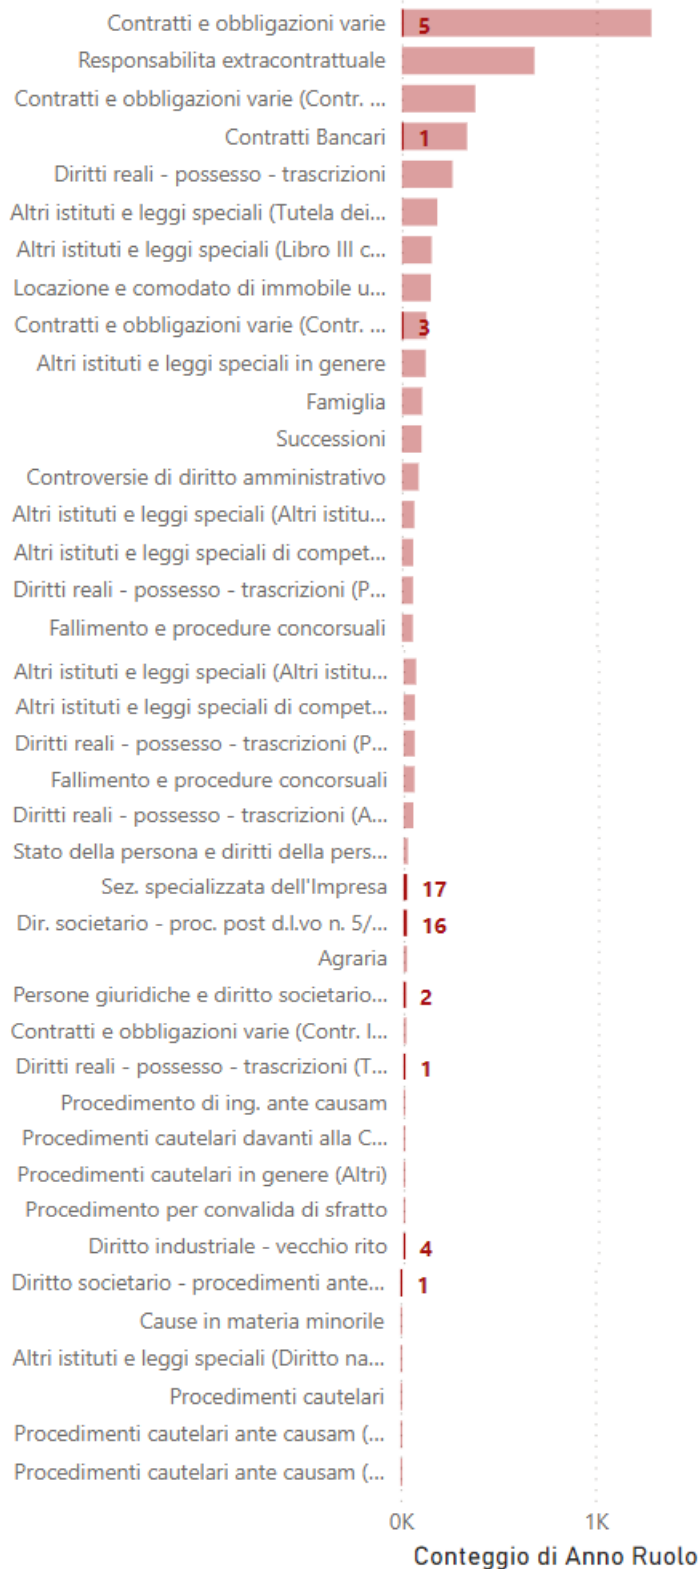 Contratti e obbligazioni varie 5
Responsabilita extracontrattuale
Contratti e obbligazioni varie (Contr. ...
Contratti Bancari 1
Diritti reali - possesso - trascrizioni
Altri istituti e leggi speciali (Tutela dei...
Altri istituti e leggi speciali (Libro III c...
Locazione e comodato di immobile u...
Contratti e obbligazioni varie (Contr. ... 3
Altri istituti e leggi speciali in genere
Famiglia
Successioni
Controversie di diritto amministrativo
Altri istituti e leggi speciali (Altri istitu...
Altri istituti e leggi speciali di compet...
Diritti reali - possesso - trascrizioni (P...
Fallimento e procedure concorsuali
Altri istituti e leggi speciali (Altri istitu...
Altri istituti e leggi speciali di compet...
Diritti reali - possesso - trascrizioni (P...
Fallimento e procedure concorsuali
Diritti reali - possesso - trascrizioni (A...
Stato della persona e diritti della pers...
Sez. specializzata dell'Impresa 17
Dir. societario - proc. post d.l.vo n. 5/... 16
Agraria
Persone giuridiche e diritto societario... 2
Contratti e obbligazioni varie (Contr. I...
Diritti reali - possesso - trascrizioni (T... 1
Procedimento di ing. ante causam
Procedimenti cautelari davanti alla C...
Procedimenti cautelari in genere (Altri)
Procedimento per convalida di sfratto
Diritto industriale - vecchio rito 4
Diritto societario - procedimenti ante... 1
Cause in materia minorile
Altri istituti e leggi speciali (Diritto na...
Procedimenti cautelari
Procedimenti cautelari ante causam (...
Procedimenti cautelari ante causam (...
0K 1K
Conteggio di Anno Ruolo